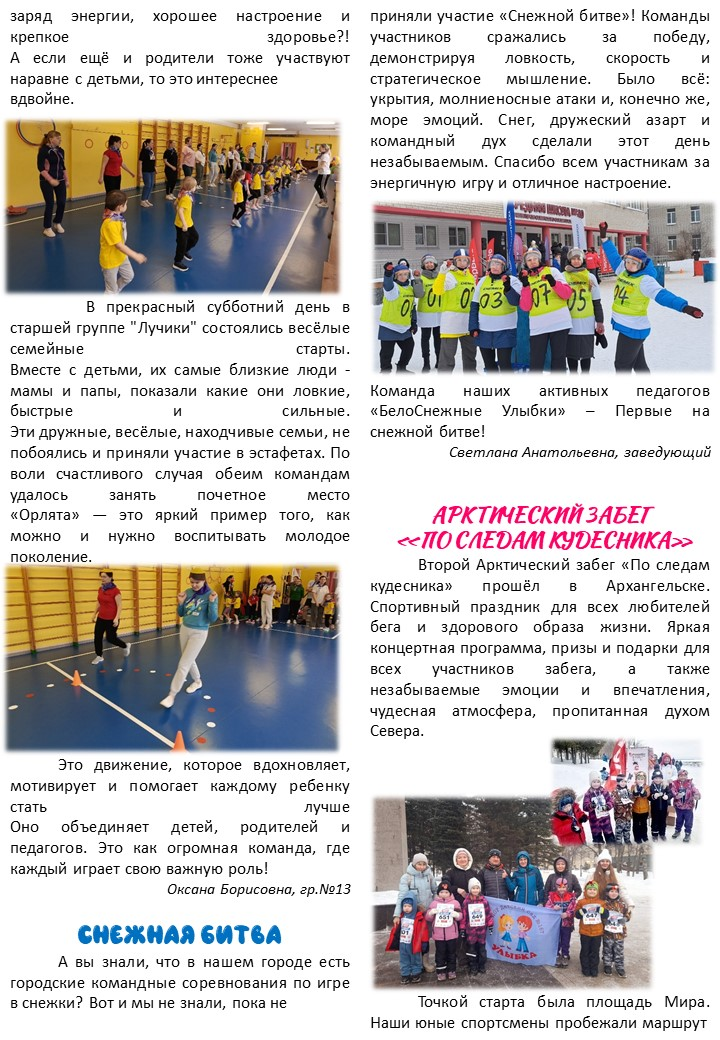 заряд энергии, хорошее настроение и
крепкое здоровье?!
А если ещё и родители тоже участвуют
наравне с детьми, то это интереснее
вдвойне.
В прекрасный субботний день в
старшей группе "Лучики" состоялись весёлые
семейные старты.
Вместе с детьми, их самые близкие люди -
мамы и папы, показали какие они ловкие,
быстрые и сильные.
Эти дружные, весёлые, находчивые семьи, не
побоялись и приняли участие в эстафетах. По
воли счастливого случая обеим командам
удалось занять почетное место
«Орлята» — это яркий пример того, как
можно и нужно воспитывать молодое
поколение.
Это движение, которое вдохновляет,
мотивирует и помогает каждому ребенку
стать лучше
Оно объединяет детей, родителей и
педагогов. Это как огромная команда, где
каждый играет свою важную роль!
Оксана Борисовна, гр.№13
СНЕЖНАЯ БИТВА
А вы знали, что в нашем городе есть
городские командные соревнования по игре
в снежки? Вот и мы не знали, пока не
приняли участие «Снежной битве»! Команды
участников сражались за победу,
демонстрируя ловкость, скорость и
стратегическое мышление. Было всё:
укрытия, молниеносные атаки и, конечно же,
море эмоций. Снег, дружеский азарт и
командный дух сделали этот день
незабываемым. Спасибо всем участникам за
энергичную игру и отличное настроение.
03
07
05
04
Команда наших активных педагогов
«БелоСнежные Улыбки» – Первые на
снежной битве!
Светлана Анатольевна, заведующий
АРКТИЧЕСКИЙ ЗАБЕГ
«ПО СЛЕДАМ КУДЕСНИКА»
Второй Арктический забег «По следам
кудесника» прошёл в Архангельске.
Спортивный праздник для всех любителей
бега и здорового образа жизни. Яркая
концертная программа, призы и подарки для
всех участников забега, а также
незабываемые эмоции и впечатления,
чудесная атмосфера, пропитанная духом
Севера.
651
649
647
УЛЫБКА
Точкой старта была площадь Мира.
Наши юные спортсмены пробежали маршрут